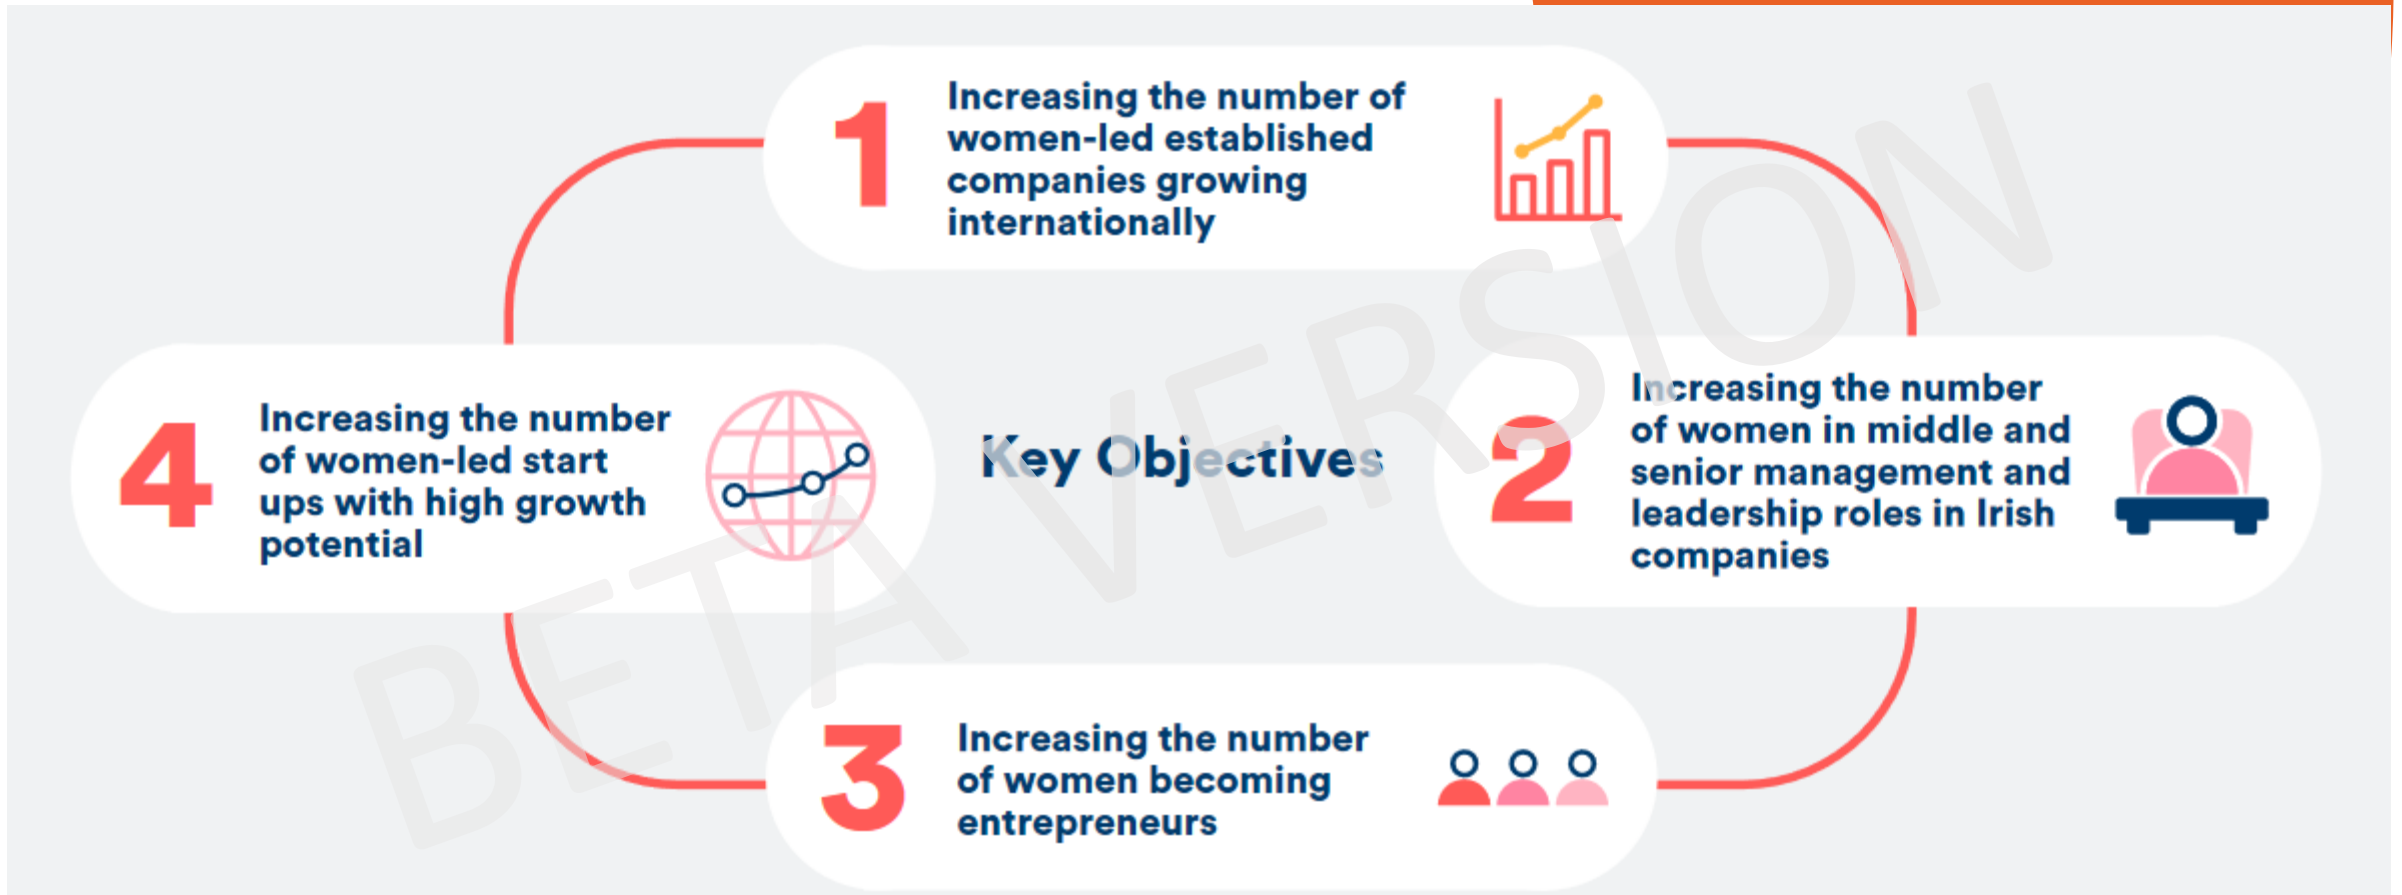 1
Increasing the number of
women-led established
companies growing
internationally
2
Increasing the number
of women in middle and
senior management and
leadership roles in Irish
companies
Key Objectives
4
Increasing the number
of women-led start
ups with high growth
potential
3
Increasing the number
of women becoming
entrepreneurs
BETA VERSION